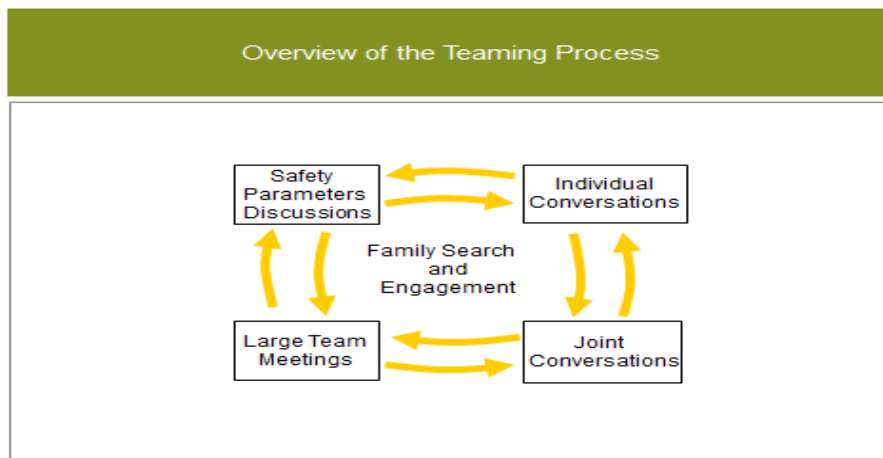 Overview of the Teaming Process
Safety
Parameters
Discussions
Individual
Conversations
Family Search
and
Engagement
Large Team
Meetings
Joint
Conversations